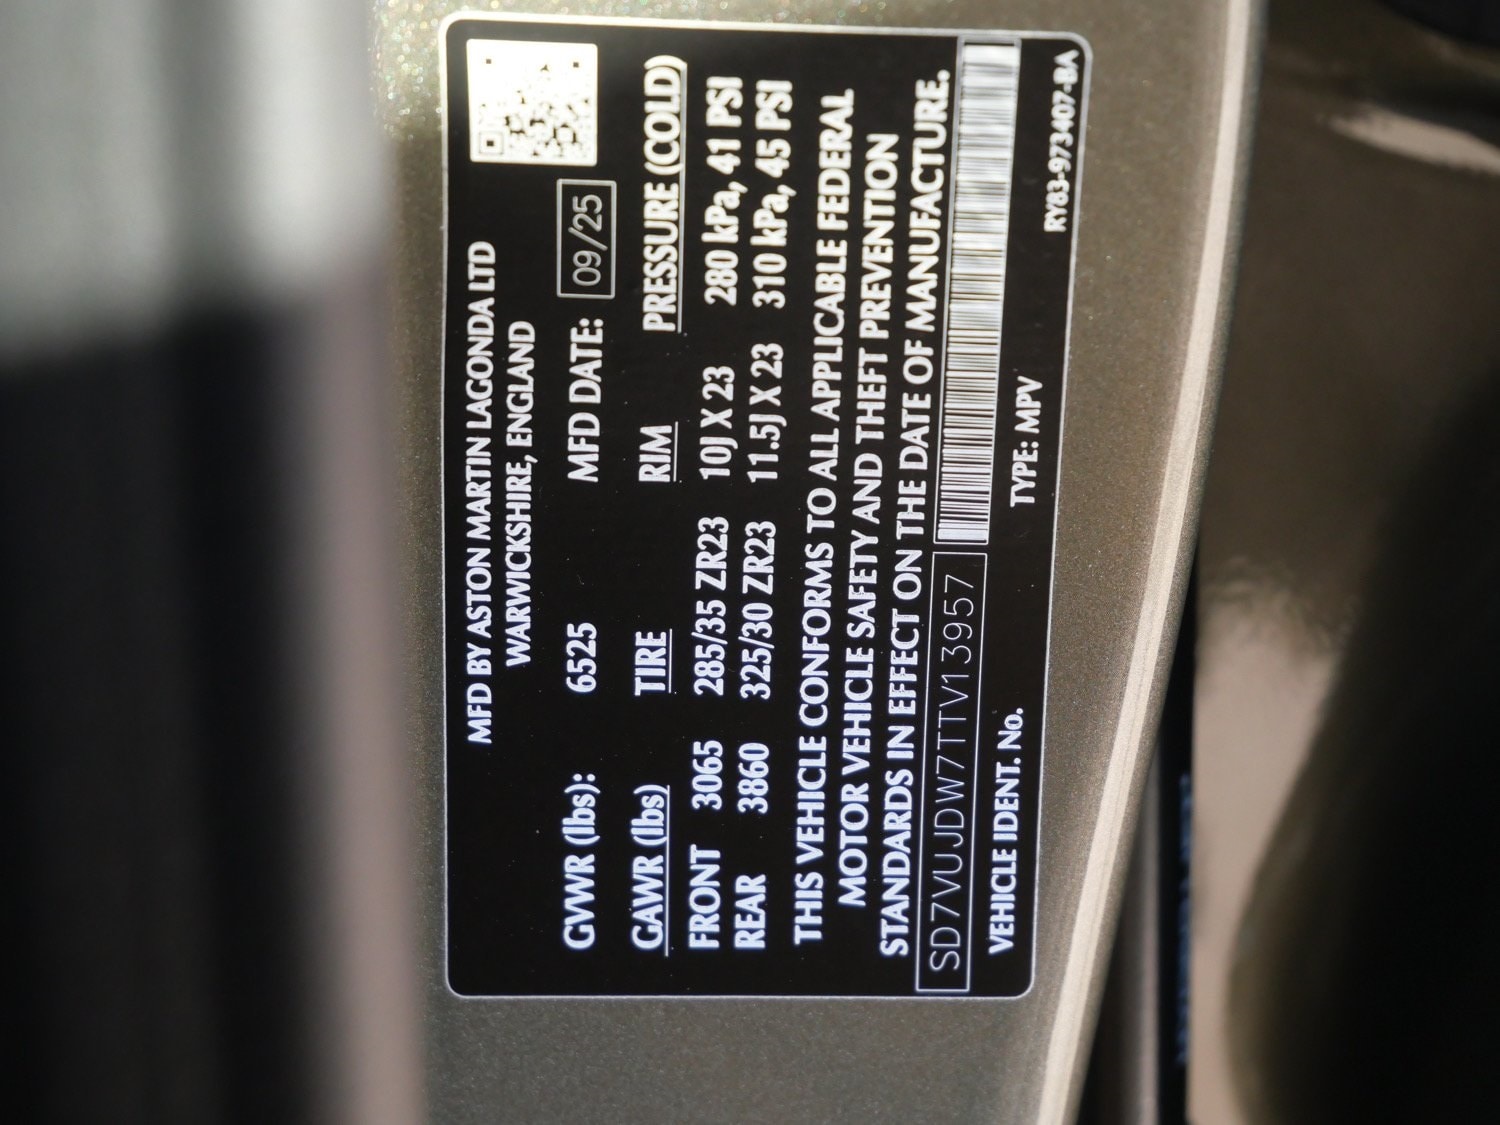 MFD BY ASTON MARTIN LAGONDA LTD
WARWICKSHIRE, ENGLAND
GVWR (lbs): 6525 MFD DATE: 09/25
GAWR (lbs) TIRE RIM PRESSURE (COLD)
FRONT 3065 285/35 ZR23 10J X 23 280 kPa, 41 PSI
REAR 3860 325/30 ZR23 11.5J X 23 310 kPa, 45 PSI
THIS VEHICLE CONFORMS TO ALL APPLICABLE FEDERAL
MOTOR VEHICLE SAFETY AND THEFT PREVENTION
STANDARDS IN EFFECT ON THE DATE OF MANUFACTURE.
SD7VUJDW7TTV13957
VEHICLE IDENT. No. TYPE: MPV RY83-973407-BA